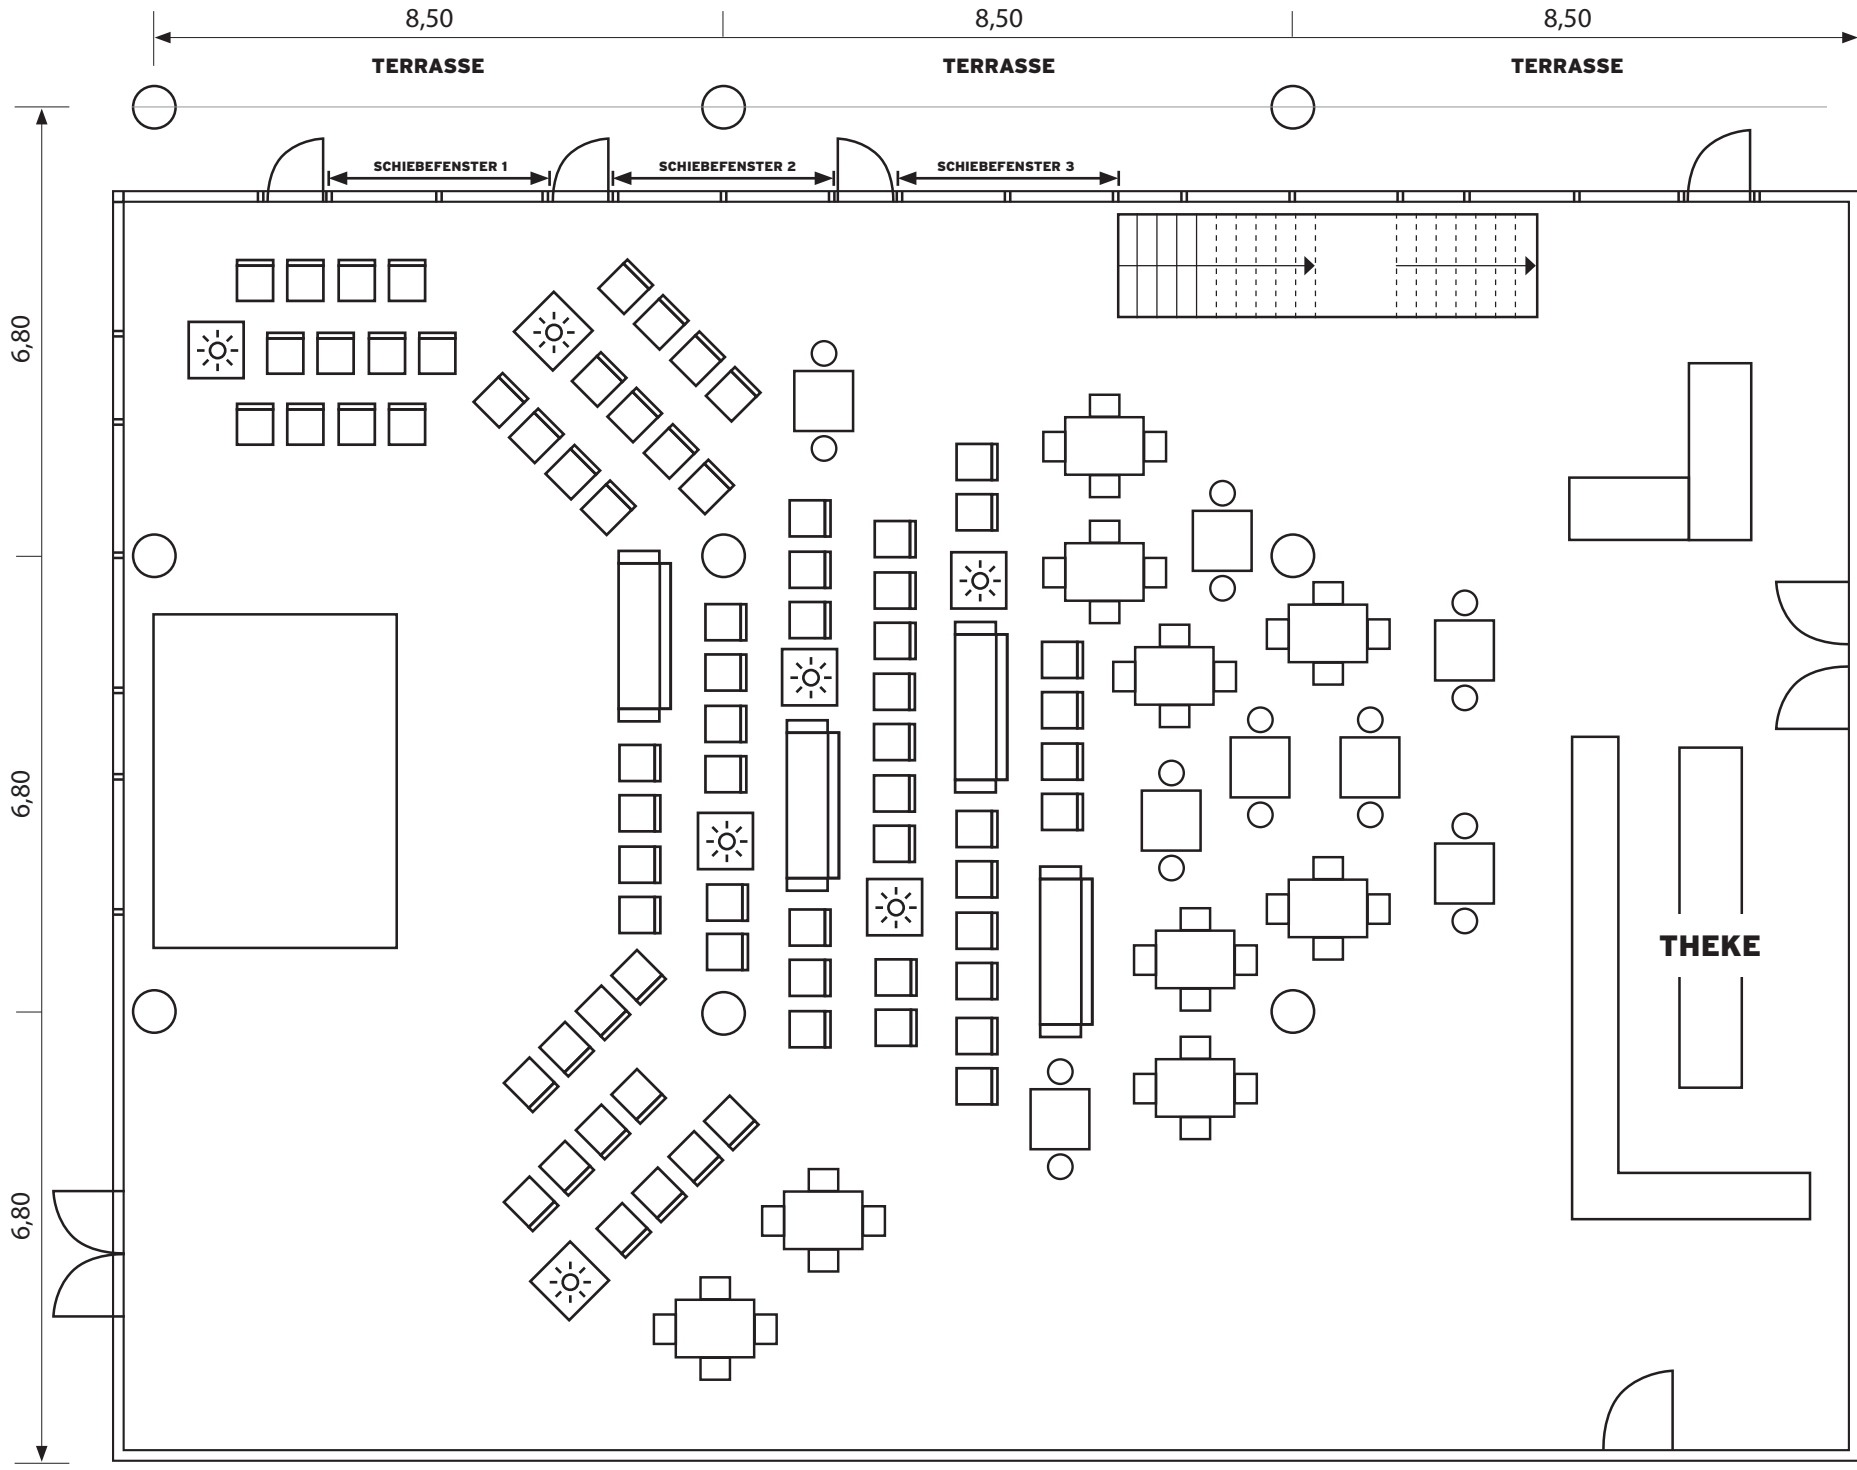 8,50 8,50 8,50
TERRASSE TERRASSE TERRASSE
SCHIEBEFENSTER 1 SCHIEBEFENSTER 2 SCHIEBEFENSTER 3
6,80
6,80
THEKE
6,80